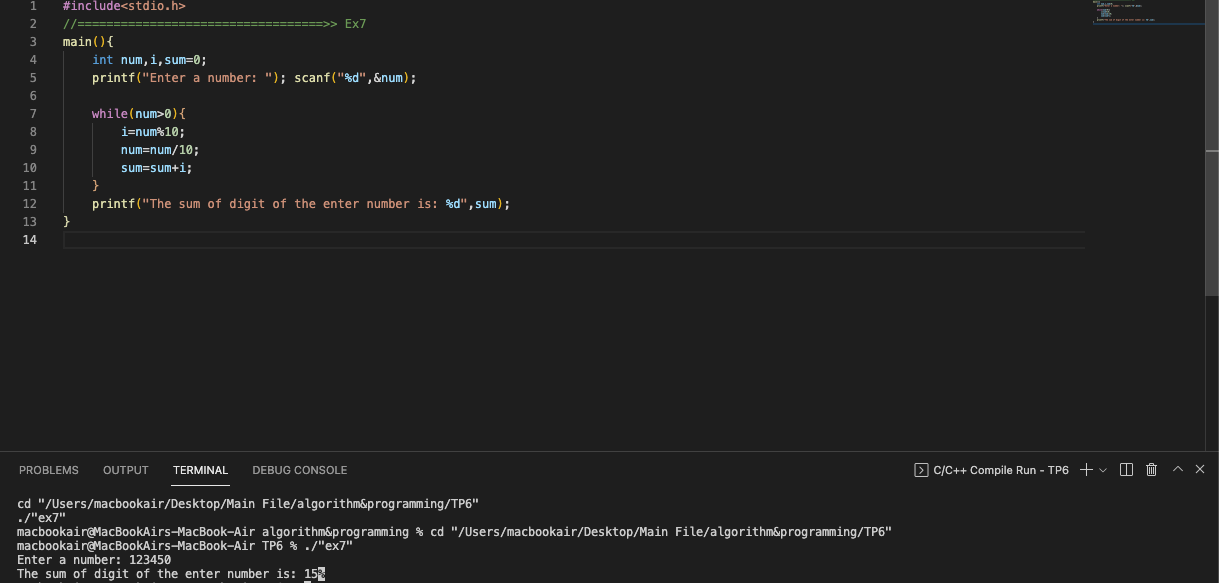 1 #include<stdio.h>
2 //==================================>> Ex7
3 main(){
4 int num,i,sum=0;
5 printf("Enter a number: "); scanf("%d",&num);
6
7 while(num>0){
8 i=num%10;
9 num=num/10;
10 sum=sum+i;
11 }
12 printf("The sum of digit of the enter number is: %d",sum);
13 }
14
PROBLEMS OUTPUT TERMINAL DEBUG CONSOLE C/C++ Compile Run - TP6
cd "/Users/macbookair/Desktop/Main File/algorithm&programming/TP6"
./"ex7"
macbookair@MacBookAirs-MacBook-Air algorithm&programming % cd "/Users/macbookair/Desktop/Main File/algorithm&programming/TP6"
macbookair@MacBookAirs-MacBook-Air TP6 % ./"ex7"
Enter a number: 123450
The sum of digit of the enter number is: 15%